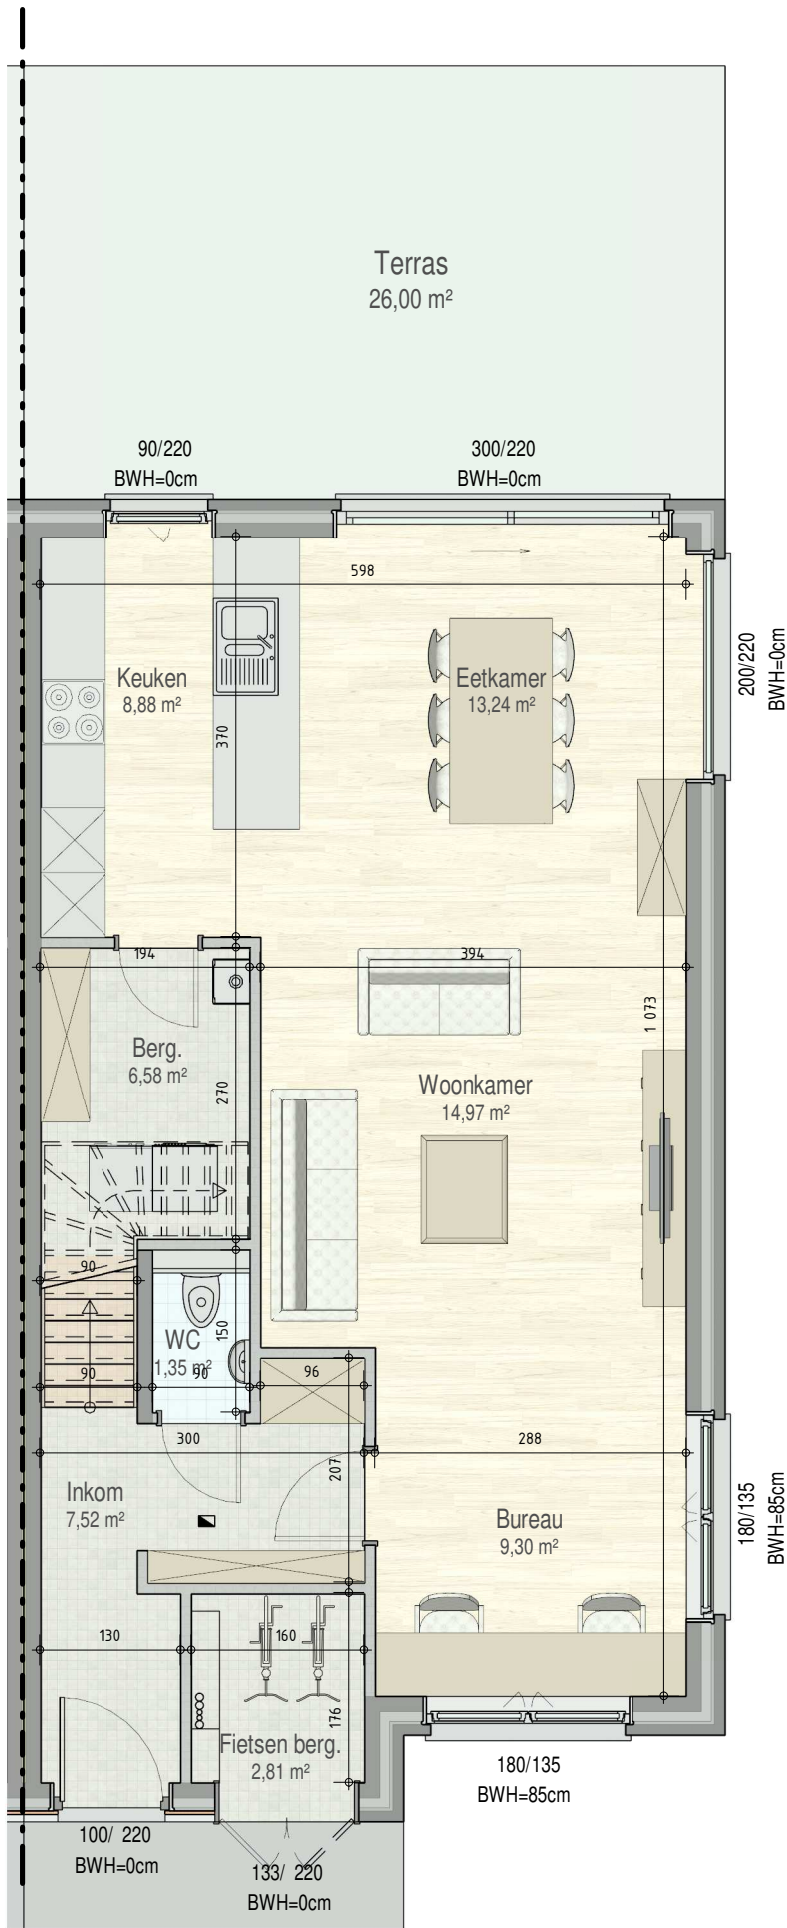 Terras
26,00 m²
90/220
BWH=0cm
300/220
BWH=0cm
598
200/220
BWH=0cm
Keuken
8,88 m²
Eetkamer
13,24 m²
370
194
394
1 073
Berg.
6,58 m²
270
Woonkamer
14,97 m²
90
WC
1,35 m²
150
90
90
96
300
288
207
Inkom
7,52 m²
Bureau
9,30 m²
180/135
BWH=85cm
130
160
176
Fietsen berg.
2,81 m²
180/135
BWH=85cm
100/ 220
BWH=0cm
133/ 220
BWH=0cm